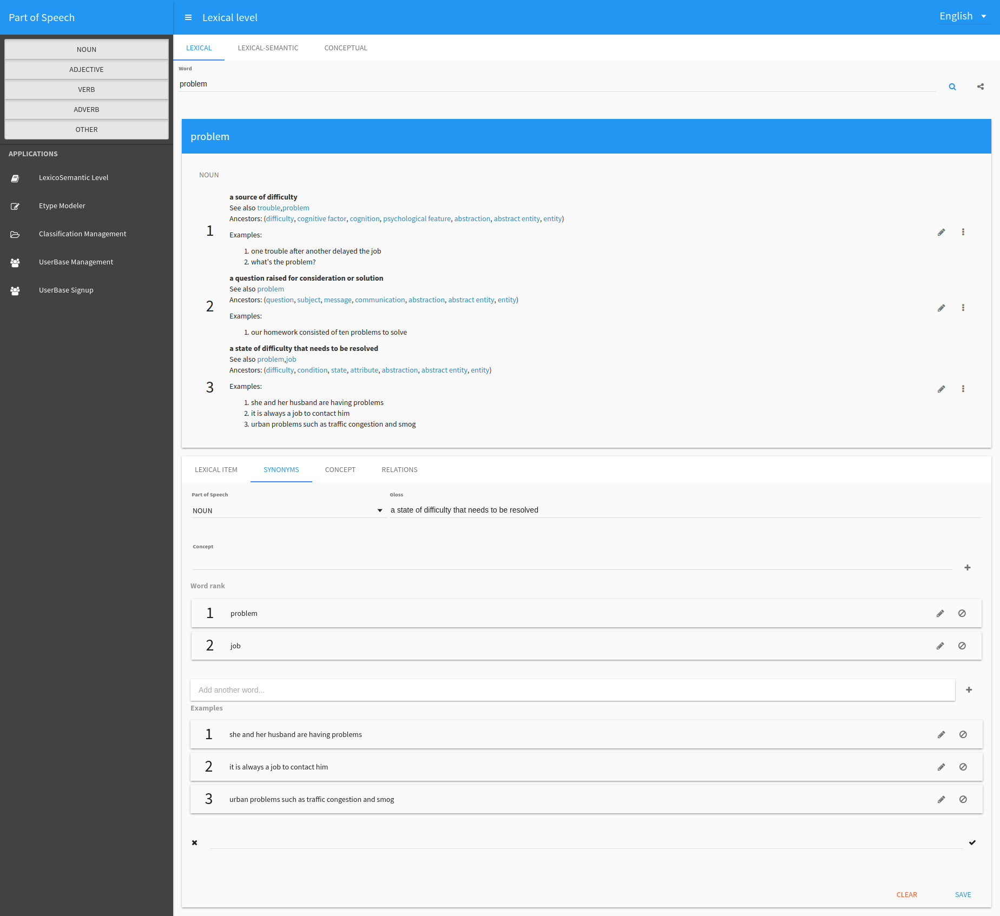 Part of Speech
NOUN
ADJECTIVE
VERB
ADVERB
OTHER
APPLICATIONS
LexicoSemantic Level
Etype Modeler
Classification Management
UserBase Management
UserBase Signup
Lexical level
English
LEXICAL LEXICAL-SEMANTIC CONCEPTUAL
Word
problem
problem
NOUN
1
a source of difficulty
See also trouble,problem
Ancestors: (difficulty, cognitive factor, cognition, psychological feature, abstraction, abstract entity, entity)
Examples:
1. one trouble after another delayed the job
2. what's the problem?
2
a question raised for consideration or solution
See also problem
Ancestors: (question, subject, message, communication, abstraction, abstract entity, entity)
Examples:
1. our homework consisted of ten problems to solve
3
a state of difficulty that needs to be resolved
See also problem,job
Ancestors: (difficulty, condition, state, attribute, abstraction, abstract entity, entity)
Examples:
1. she and her husband are having problems
2. it is always a job to contact him
3. urban problems such as traffic congestion and smog
LEXICAL ITEM SYNONYMS CONCEPT RELATIONS
Part of Speech Gloss
NOUN a state of difficulty that needs to be resolved
Concept
Word rank
1 problem
2 job
Add another word...
Examples
1 she and her husband are having problems
2 it is always a job to contact him
3 urban problems such as traffic congestion and smog
CLEAR SAVE